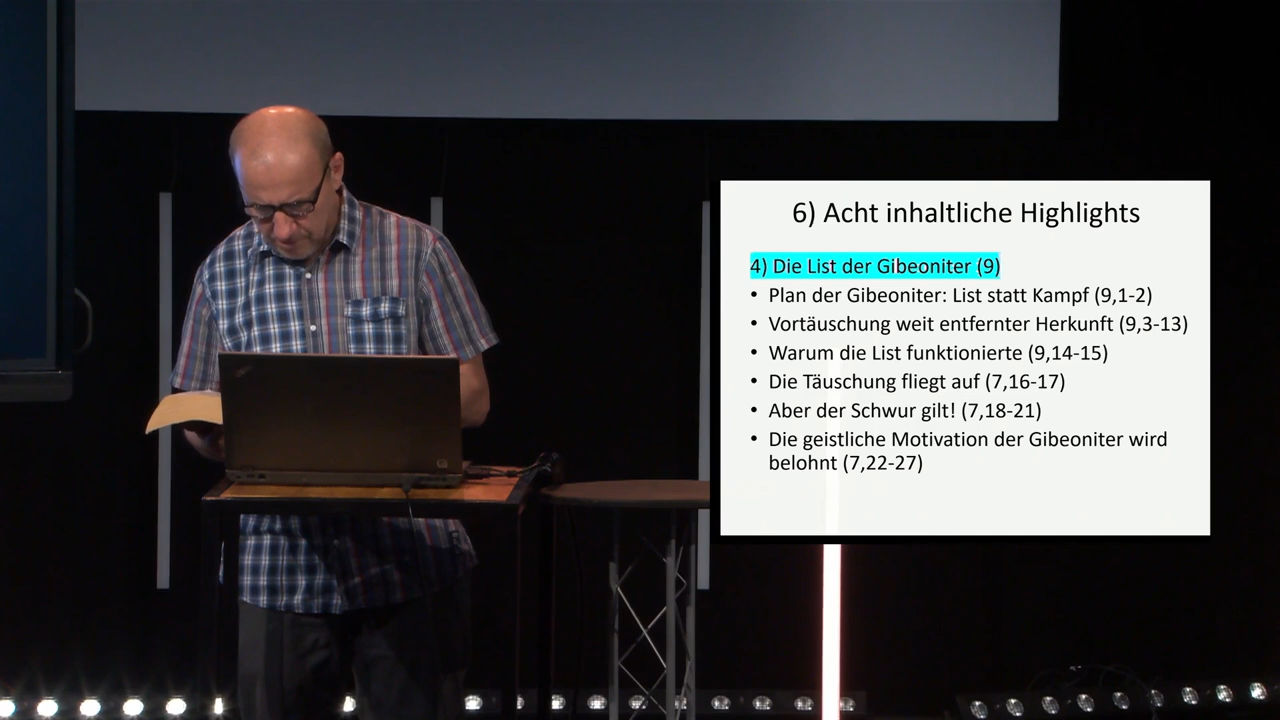 6) Acht inhaltliche Highlights
4) Die List der Gibeoniter (9)
• Plan der Gibeoniter: List statt Kampf (9,1-2)
• Vortäuschung weit entfernter Herkunft (9,3-13)
• Warum die List funktionierte (9,14-15)
• Die Täuschung fliegt auf (7,16-17)
• Aber der Schwur gilt! (7,18-21)
• Die geistliche Motivation der Gibeoniter wird
belohnt (7,22-27)